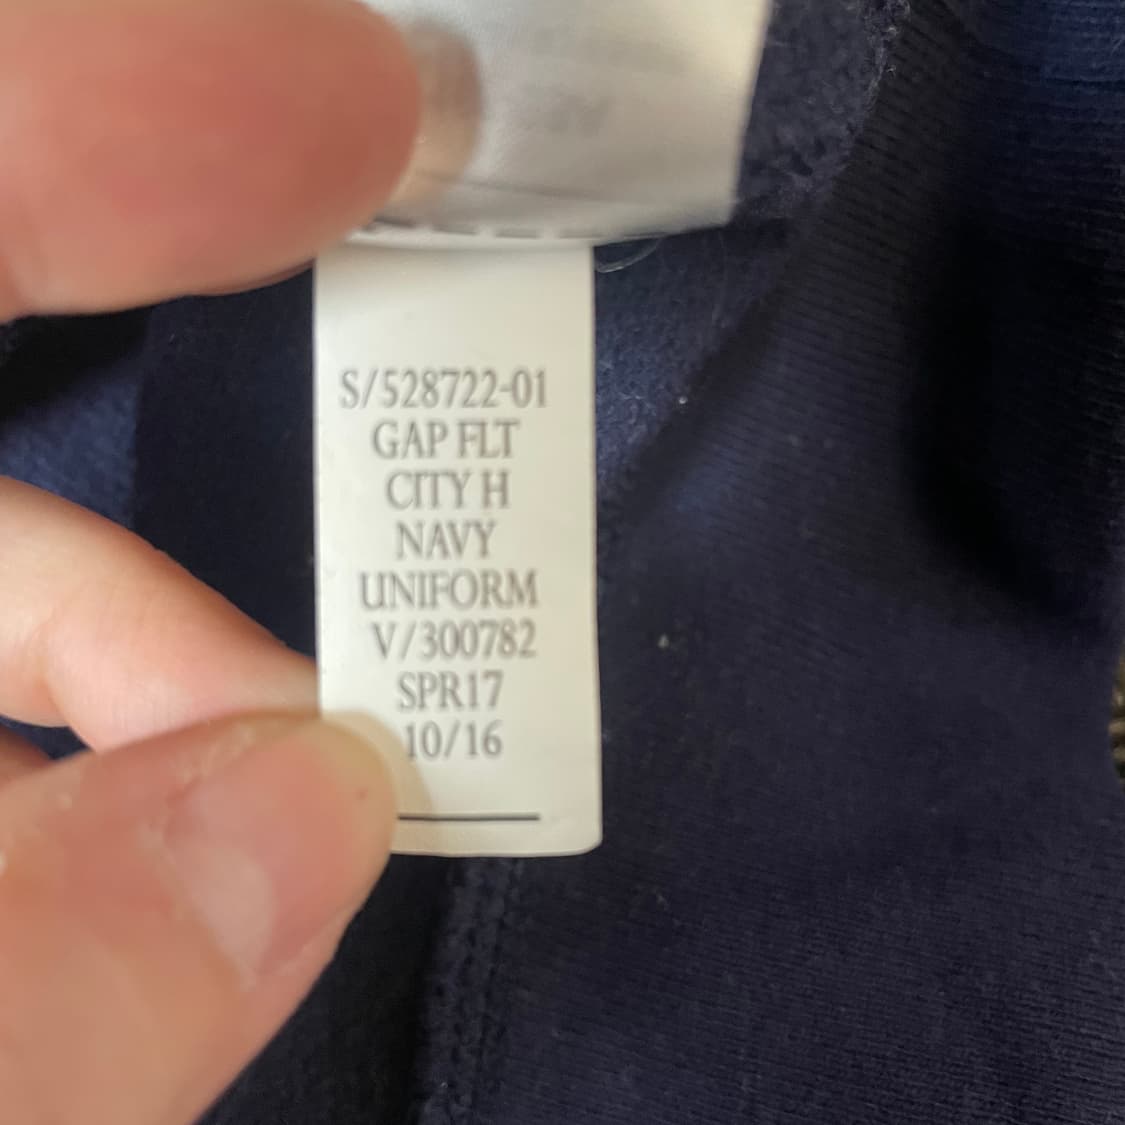 S/528722-01
GAP FLT
CITY H
NAVY
UNIFORM
V/300782
SPR17
10/16